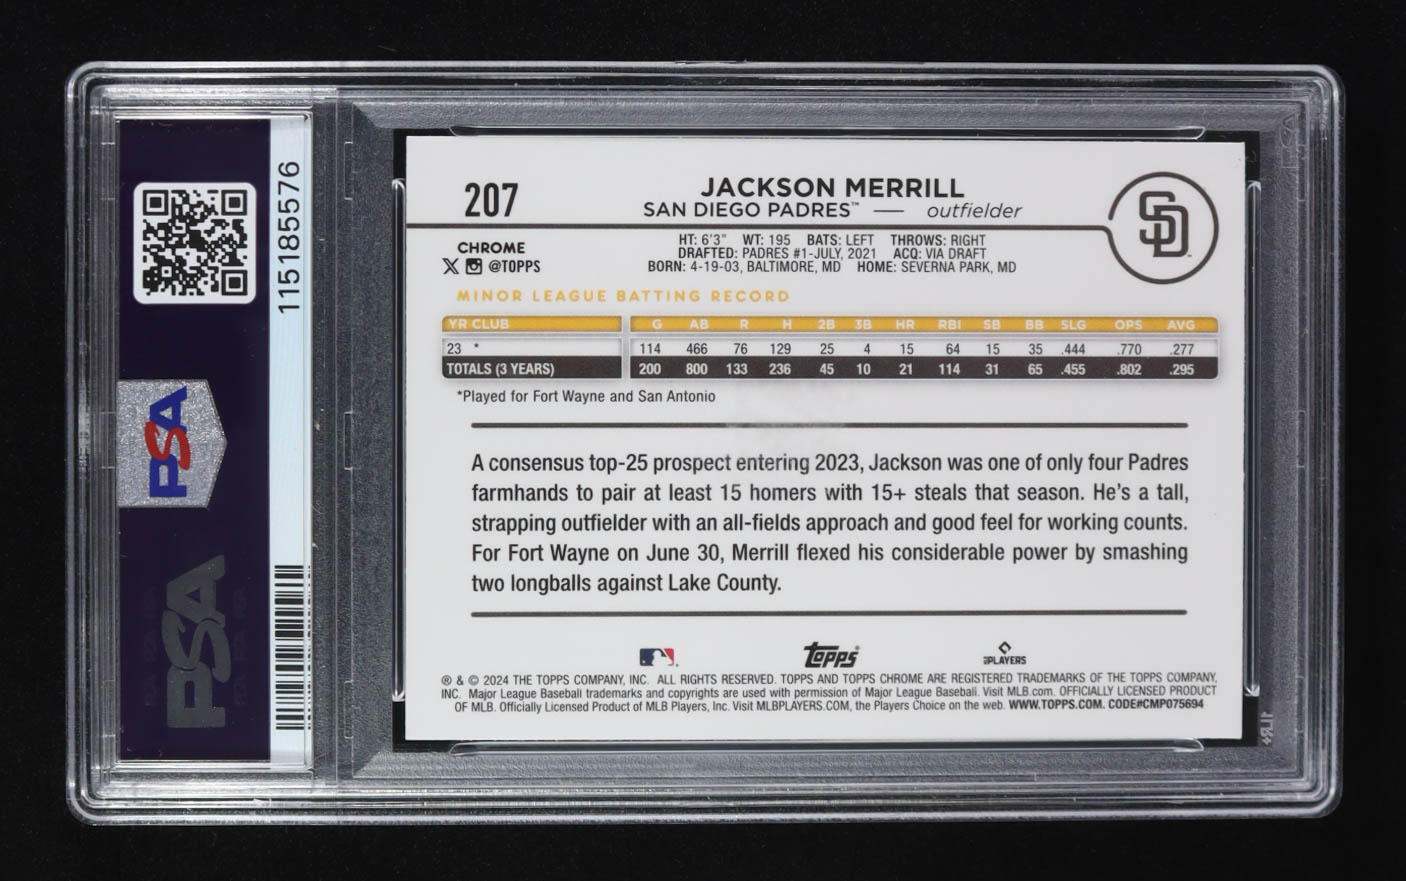 115185576
PSA
PSA
207
JACKSON MERRILL
SAN DIEGO PADRES™ — outfielder
SD
CHROME
@TOPPS
HT: 6'3" WT: 195 BATS: LEFT THROWS: RIGHT
DRAFTED: PADRES #1-JULY, 2021 ACQ: VIA DRAFT
BORN: 4-19-03, BALTIMORE, MD HOME: SEVERNA PARK, MD
MINOR LEAGUE BATTING RECORD
YR CLUB G AB R H 2B 3B HR RBI SB BB SLG OPS AVG
23 * 114 466 76 129 25 4 15 64 15 35 .444 .770 .277
TOTALS (3 YEARS) 200 800 133 236 45 10 21 114 31 65 .455 .802 .295
*Played for Fort Wayne and San Antonio
A consensus top-25 prospect entering 2023, Jackson was one of only four Padres
farmhands to pair at least 15 homers with 15+ steals that season. He's a tall,
strapping outfielder with an all-fields approach and good feel for working counts.
For Fort Wayne on June 30, Merrill flexed his considerable power by smashing
two longballs against Lake County.
Topps
PLAYERS
® & © 2024 THE TOPPS COMPANY, INC. ALL RIGHTS RESERVED. TOPPS AND TOPPS CHROME ARE REGISTERED TRADEMARKS OF THE TOPPS COMPANY,
INC. Major League Baseball trademarks and copyrights are used with permission of Major League Baseball. Visit MLB.com. OFFICIALLY LICENSED PRODUCT
OF MLB. Officially Licensed Product of MLB Players, Inc. Visit MLBPLAYERS.COM, the Players Choice on the web. WWW.TOPPS.COM. CODE#CMP075694